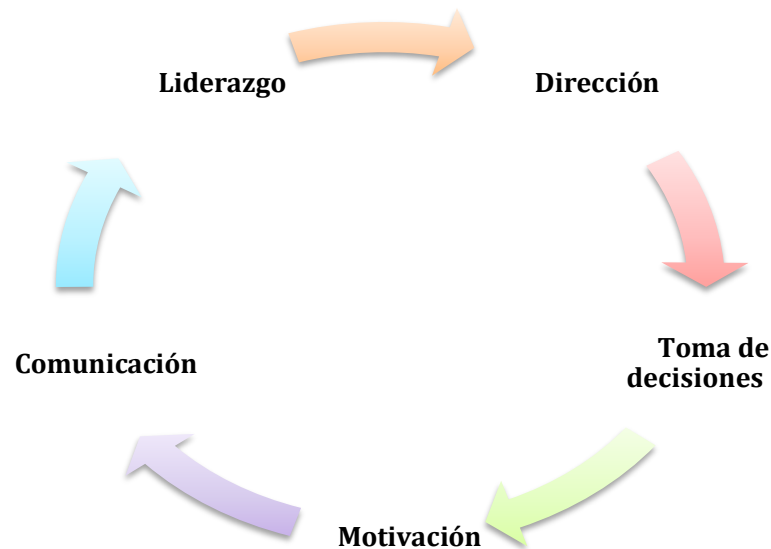 Liderazgo
Dirección
Toma de
decisiones
Motivación
Comunicación